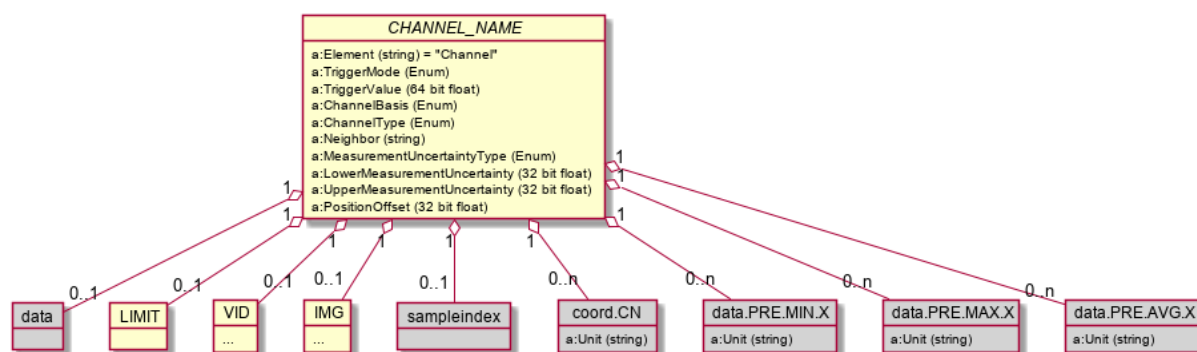 CHANNEL_NAME
a:Element (string) = "Channel"
a:TriggerMode (Enum)
a:TriggerValue (64 bit float)
a:ChannelBasis (Enum)
a:ChannelType (Enum)
a:Neighbor (string)
a:MeasurementUncertaintyType (Enum)
a:LowerMeasurementUncertainty (32 bit float)
a:UpperMeasurementUncertainty (32 bit float)
a:PositionOffset (32 bit float)
1
1
1
1
1
1
1
1
1
0..1
0..1
0..1
0..1
0..1
0..n
0..n
0..n
0..n
data
LIMIT
VID
...
IMG
...
sampleindex
coord.CN
a:Unit (string)
data.PRE.MIN.X
a:Unit (string)
data.PRE.MAX.X
a:Unit (string)
data.PRE.AVG.X
a:Unit (string)